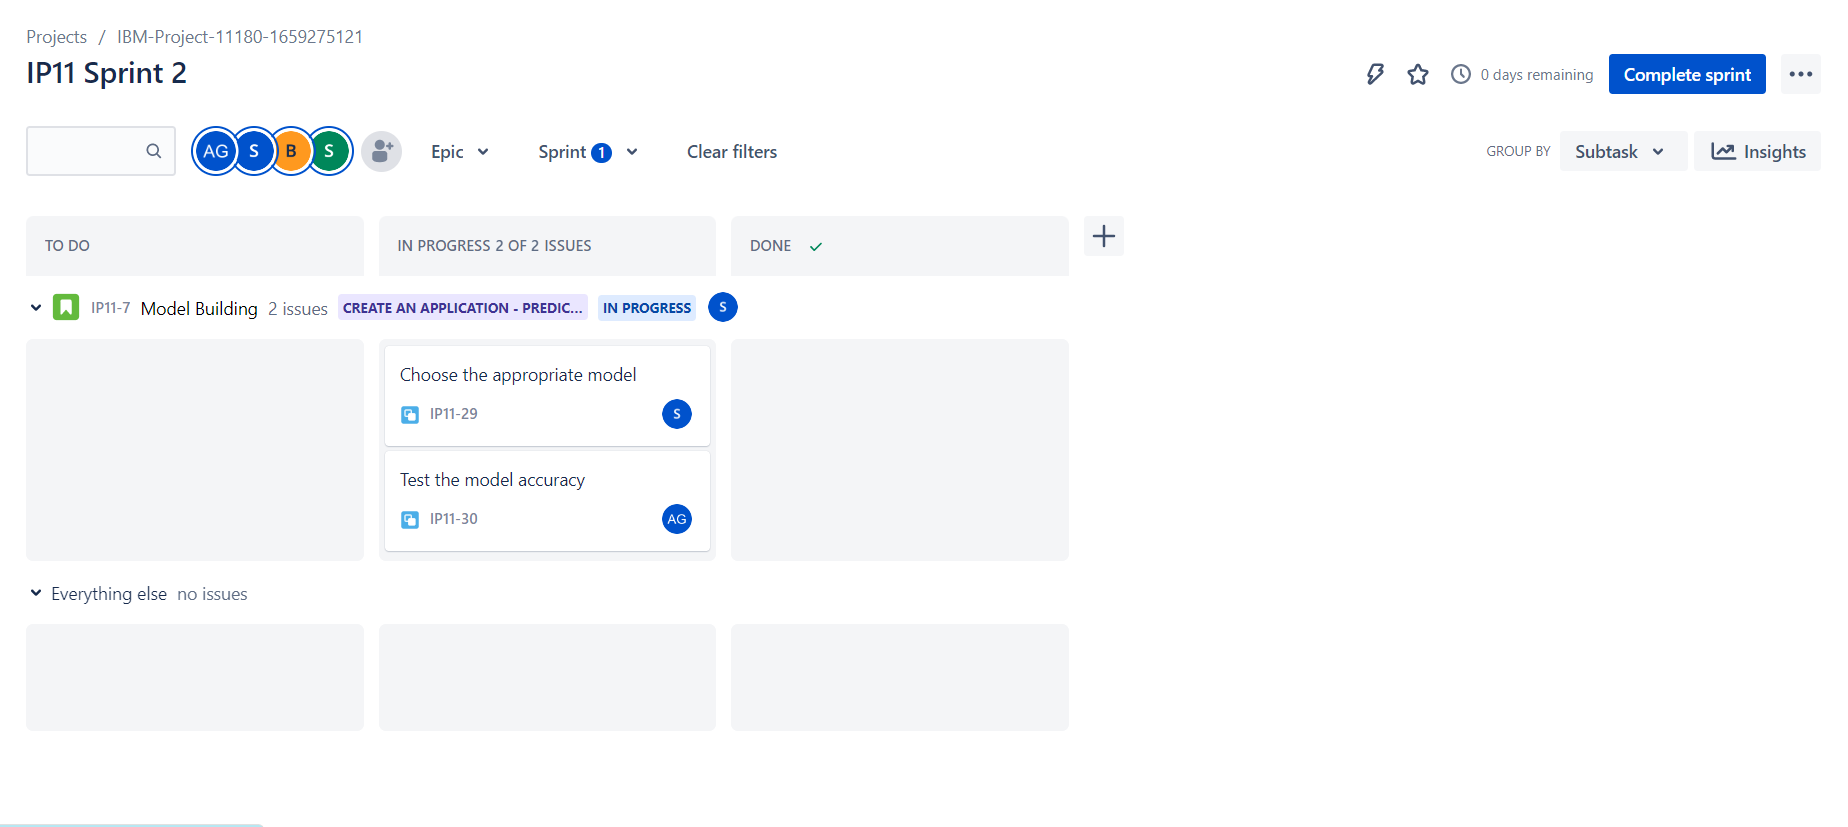 Projects / IBM-Project-11180-1659275121
IP11 Sprint 2
0 days remaining
Complete sprint
AG S B S
Epic
Sprint 1
Clear filters
GROUP BY
Subtask
Insights
TO DO
IN PROGRESS 2 OF 2 ISSUES
DONE
IP11-7 Model Building 2 issues CREATE AN APPLICATION - PREDIC... IN PROGRESS S
Choose the appropriate model
IP11-29 S
Test the model accuracy
IP11-30 AG
Everything else no issues